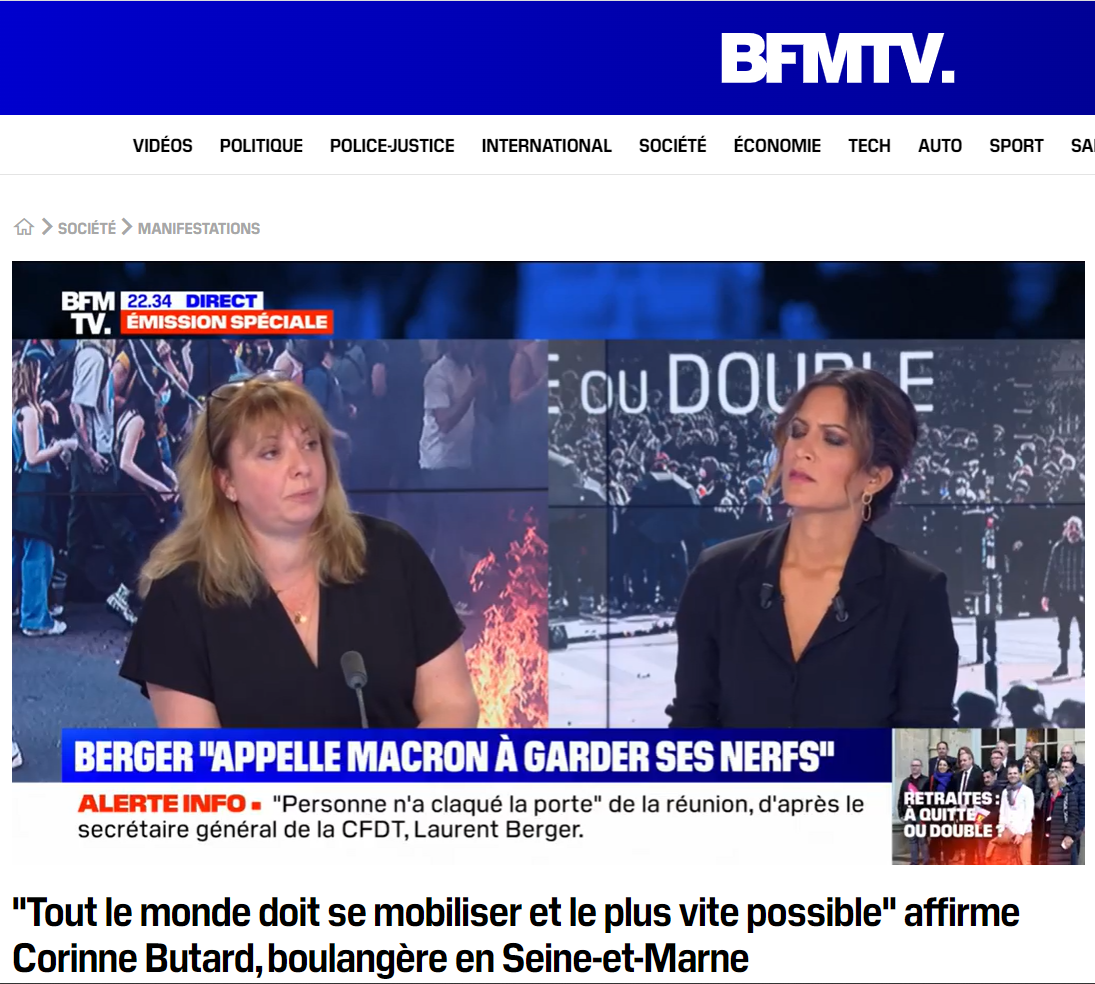 BFMTV.
VIDÉOS POLITIQUE POLICE-JUSTICE INTERNATIONAL SOCIÉTÉ ÉCONOMIE TECH AUTO SPORT SA
SOCIÉTÉ MANIFESTATIONS
BFM 22.34 DIRECT
TV. ÉMISSION SPÉCIALE
E OU DOUBLE
BERGER "APPELLE MACRON À GARDER SES NERFS"
ALERTE INFO ▪ "Personne n'a claqué la porte" de la réunion, d'après le
secrétaire général de la CFDT, Laurent Berger.
RETRAITES :
À QUITTE
OU DOUBLE ?
"Tout le monde doit se mobiliser et le plus vite possible" affirme
Corinne Butard, boulangère en Seine-et-Marne